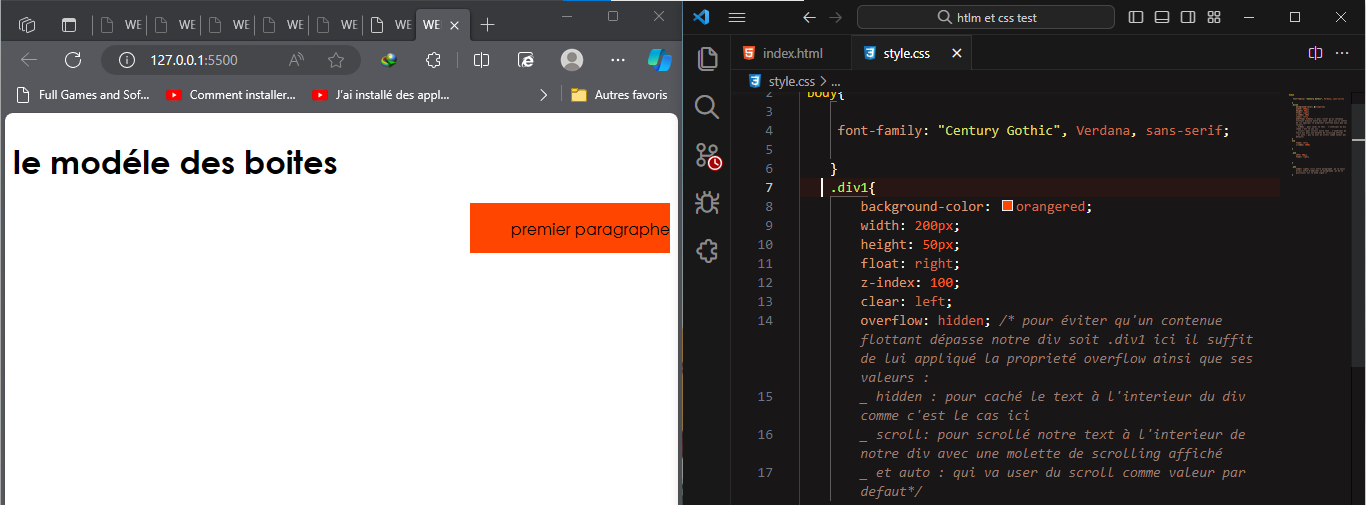 WE WE WE WE WE WE WE
127.0.0.1:5500
Full Games and Sof... Comment installer... J'ai installé des appl... Autres favoris
le modéle des boites
premier paragraphe
htlm et css test
index.html style.css
style.css > ...
2 body{
3
4 font-family: "Century Gothic", Verdana, sans-serif;
5
6 }
7 .div1{
8 background-color: orangered;
9 width: 200px;
10 height: 50px;
11 float: right;
12 z-index: 100;
13 clear: left;
14 overflow: hidden; /* pour éviter qu'un contenue
flottant dépasse notre div soit .div1 ici il suffit
de lui appliqué la proprieté overflow ainsi que ses
valeurs :
15 _ hidden : pour caché le text à l'interieur du div
comme c'est le cas ici
16 _ scroll: pour scrollé notre text à l'interieur de
notre div avec une molette de scrolling affiché
17 _ et auto : qui va user du scroll comme valeur par
defaut*/